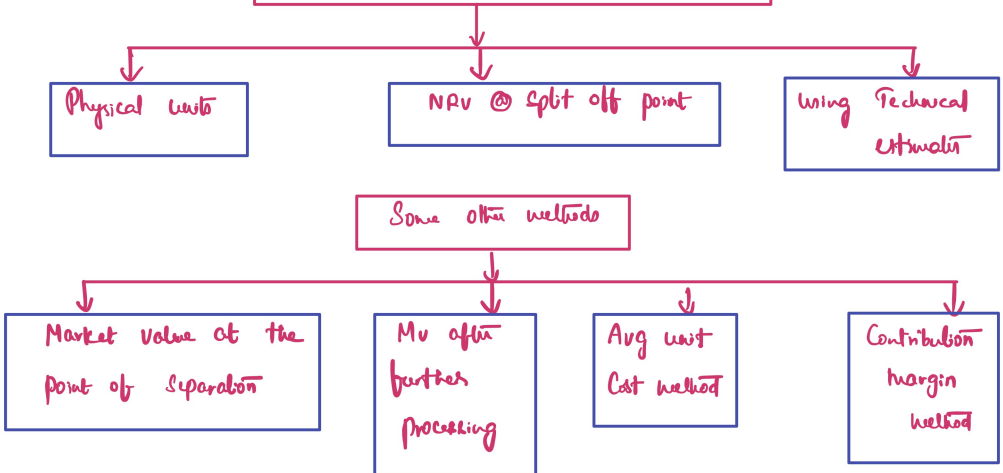 Physical units
NRV @ Split off point
Using Technical
estimation
Some other methods
Market value at the
point of Separation
Mv after
further
processing
Avg unit
Cost method
Contribution
margin
method